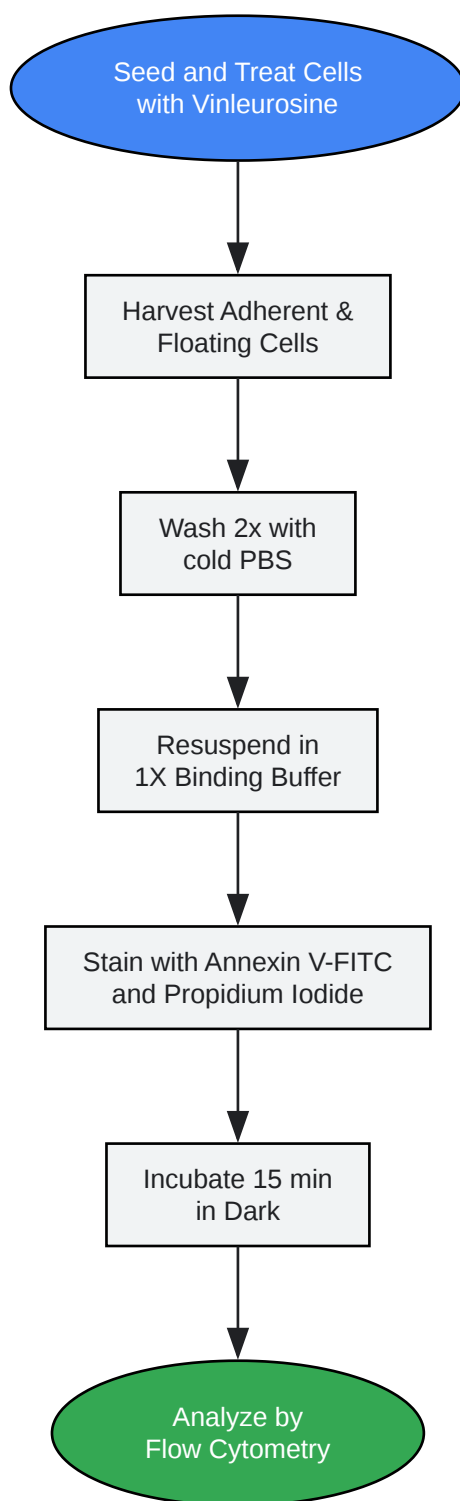 Seed and Treat Cells
with Vinleurosine
Harvest Adherent &
Floating Cells
Wash 2x with
cold PBS
Resuspend in
1X Binding Buffer
Stain with Annexin V-FITC
and Propidium Iodide
Incubate 15 min
in Dark
Analyze by
Flow Cytometry